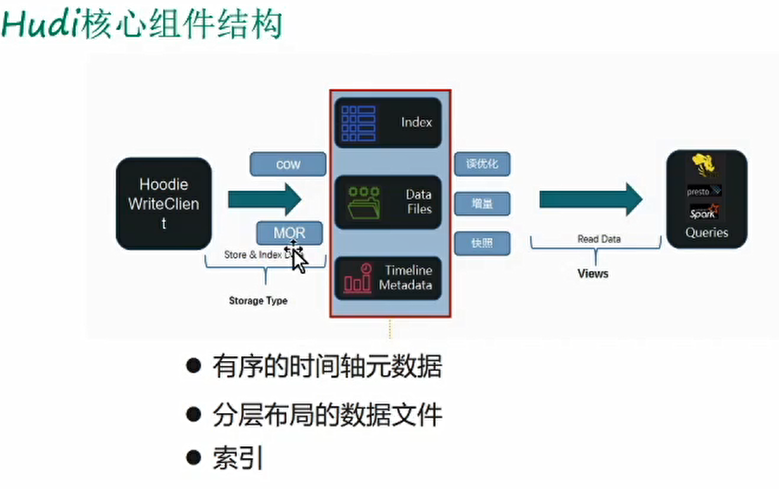 Hudi核心组件结构
Hoodie
WriteClien
t
COW
MOR
Store & Index D
Storage Type
Index
Data
Files
Timeline
Metadata
读优化
增量
快照
Read Data
Views
presto
Spark
Queries
有序的时间轴元数据
分层布局的数据文件
索引